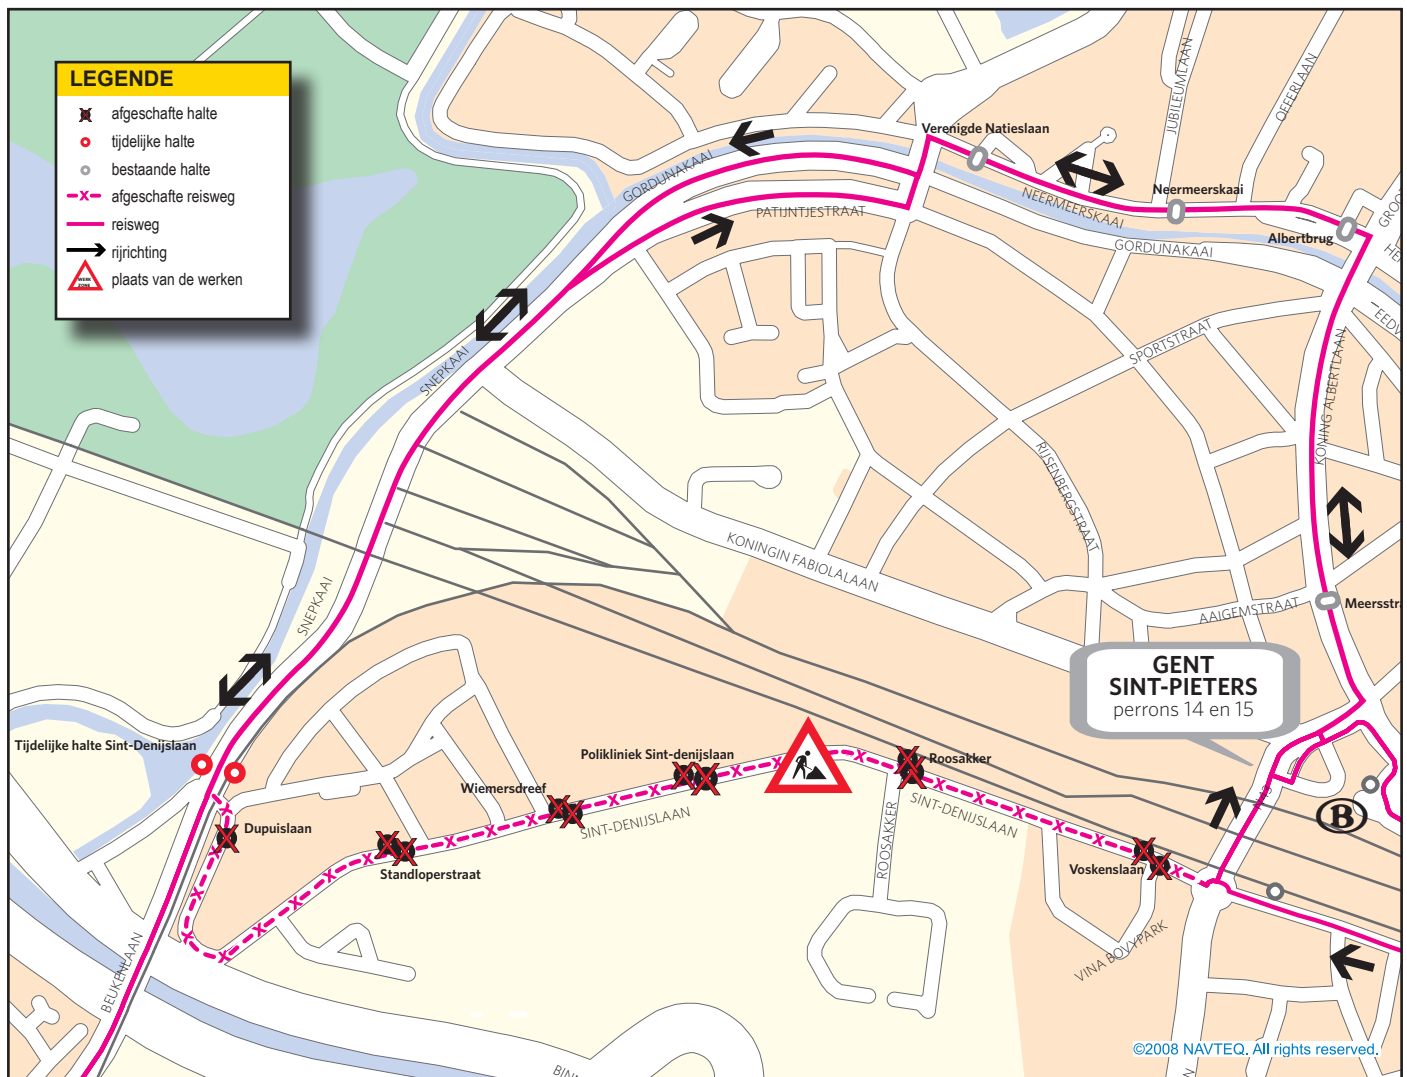 LEGENDE
afgeschafte halte
tijdelijke halte
bestaande halte
afgeschafte reisweg
reisweg
rijrichting
WERK
ZONE
plaats van de werken
Verenigde Natieslaan
JUBILEUMLAAN
OFFERLAAN
GORDUNAKAAI
PATIJNTJESTRAAT
NEERMEERSKAAI
Neermeerskaai
GORDUNAKAAI
Albertbrug
SNEPKAAI
SPORTSTRAAT
KONING ALBERTLAAN
RIJSENBERGSTRAAT
KONINGIN FABIOLALAAN
SNEPKAAI
AAIGEMSTRAAT
Meersstra
GENT
SINT-PIETERS
perrons 14 en 15
Tijdelijke halte Sint-Denijslaan
Polikliniek Sint-denijslaan
Roosakker
Wiemersdreef
SINT-DENIJSLAAN
SINT-DENIJSLAAN
ROOSAKKER
B
Dupuislaan
Standloperstraat
Voskenslaan
VINA BOVYPARK
BEUKENLAAN
©2008 NAVTEQ. All rights reserved.